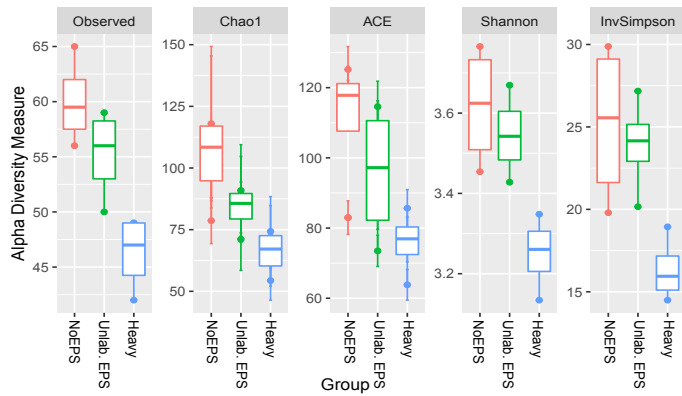 Observed
Chao1
ACE
Shannon
InvSimpson
Alpha Diversity Measure
65
60
55
50
45
150
125
100
75
50
120
100
80
60
3.6
3.4
3.2
30
25
20
15
NoEPS
Unlab. EPS
Heavy
NoEPS
Unlab. EPS
Heavy
NoEPS
Unlab. EPS
Heavy
NoEPS
Unlab. EPS
Heavy
NoEPS
Unlab. EPS
Heavy
Group